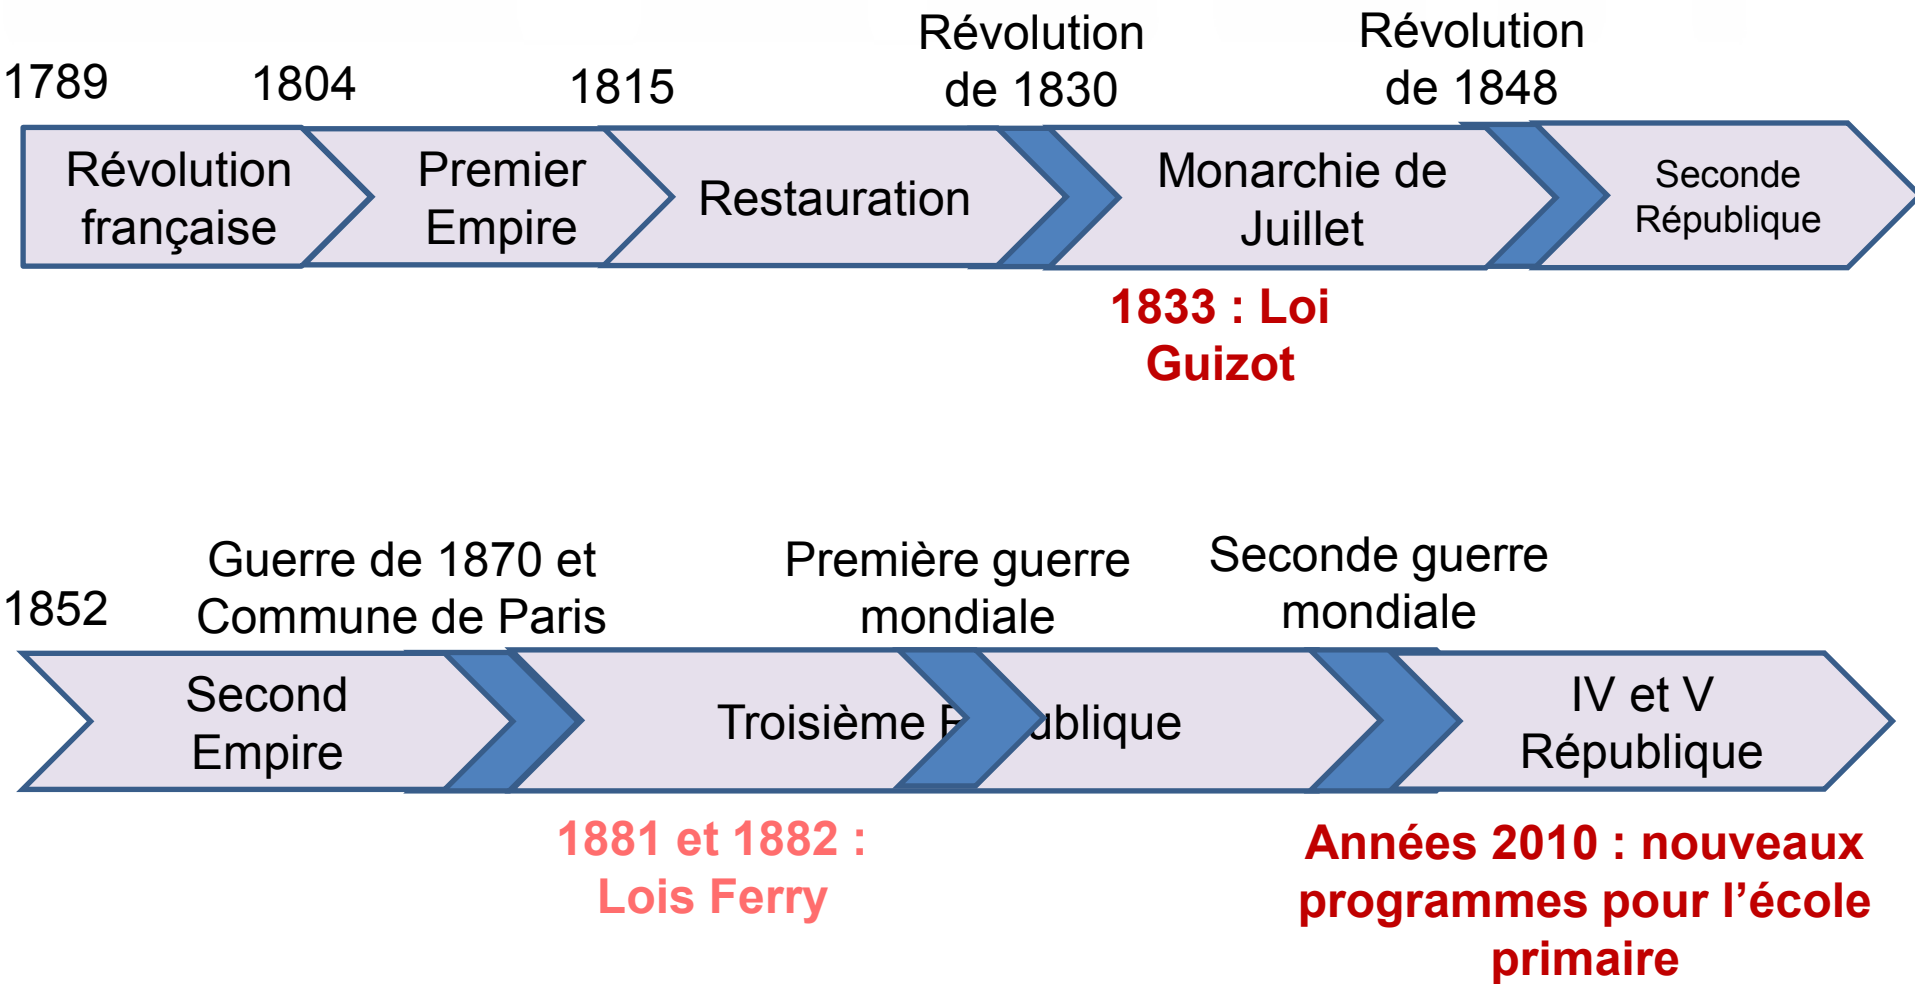 1789
1804
1815
Révolution
de 1830
Révolution
de 1848
Révolution
française
Premier
Empire
Restauration
Monarchie de
Juillet
Seconde
République
1833 : Loi
Guizot
1852
Guerre de 1870 et
Commune de Paris
Première guerre
mondiale
Seconde guerre
mondiale
Second
Empire
Troisième
IV et V
République
1881 et 1882 :
Lois Ferry
Années 2010 : nouveaux
programmes pour l’école
primaire